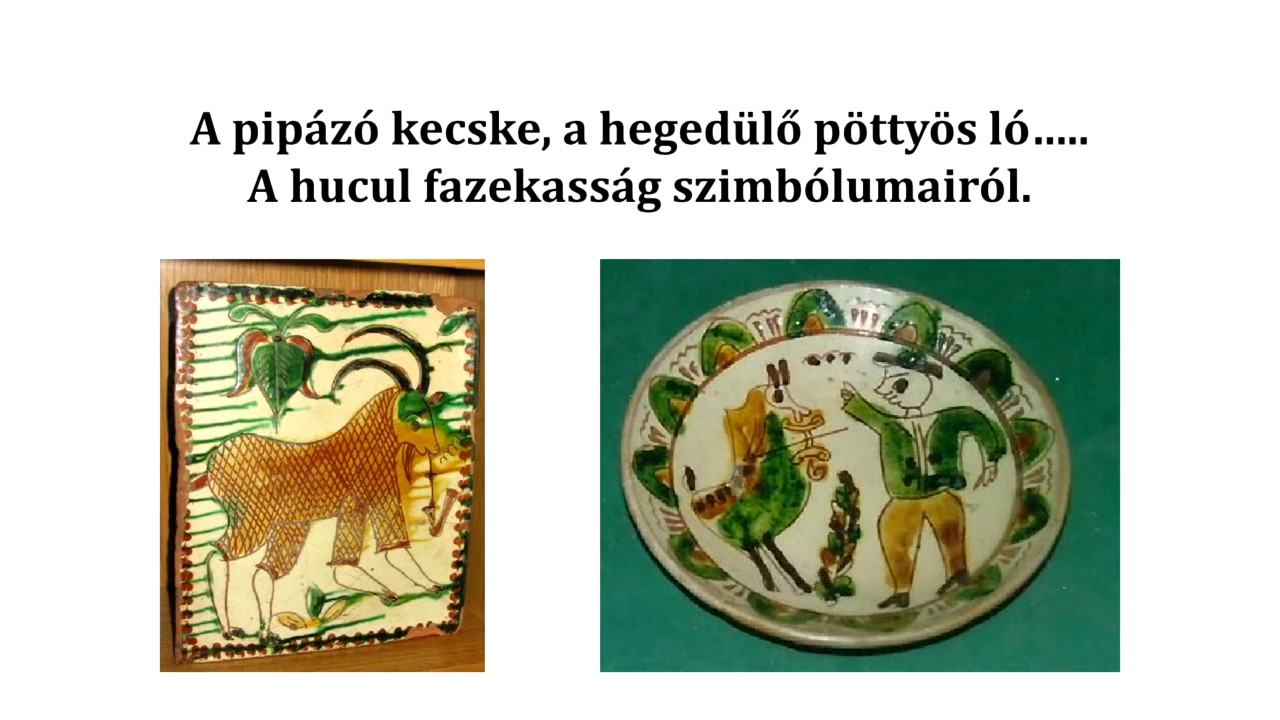 A pipázó kecske, a hegedülő pöttyös ló.....
A hucul fazekasság szimbólumairól.